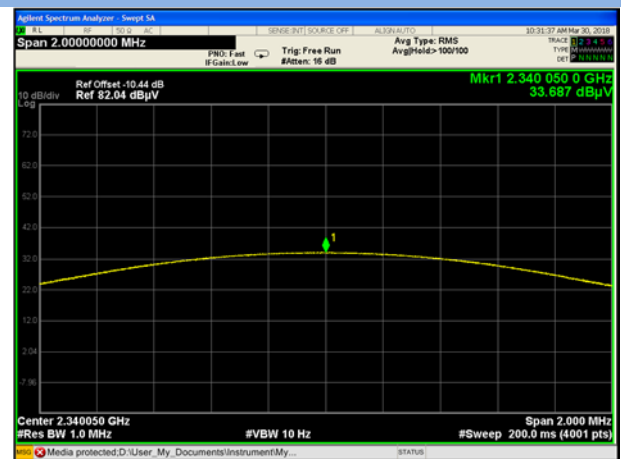 Agilent Spectrum Analyzer - Swept SA
RL RF 50 Ω AC SENSE:INT SOURCE OFF ALIGN AUTO 10:31:37 AM Mar 30, 2018
Span 2.00000000 MHz
PNO: Fast
IFGain:Low
Trig: Free Run
#Atten: 16 dB
Avg Type: RMS
Avg|Hold:>100/100
TRACE 1 2 3 4 5 6
TYPE M
DET P N N N N N
Ref Offset -10.44 dB
10 dB/div Ref 82.04 dBµV
Log
Mkr1 2.340 050 0 GHz
33.687 dBµV
72.0
62.0
52.0
42.0
1
32.0
22.0
12.0
2.04
-7.96
Center 2.340050 GHz Span 2.000 MHz
#Res BW 1.0 MHz #VBW 10 Hz #Sweep 200.0 ms (4001 pts)
MSG Media protected;D:\User_My_Documents\Instrument\My... STATUS